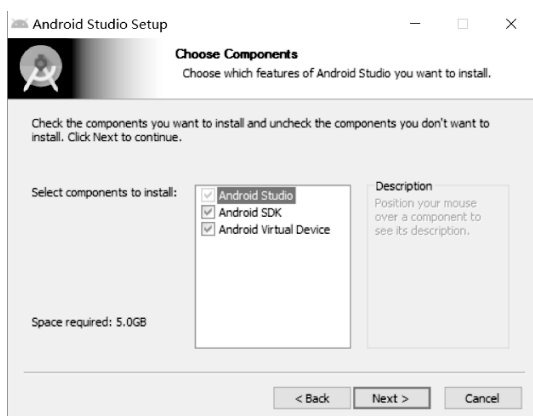 Android Studio Setup
Choose Components
Choose which features of Android Studio you want to install.
Check the components you want to install and uncheck the components you don't want to
install. Click Next to continue.
Select components to install:
Android Studio
Android SDK
Android Virtual Device
Description
Position your mouse
over a component to
see its description.
Space required: 5.0GB
< Back
Next >
Cancel